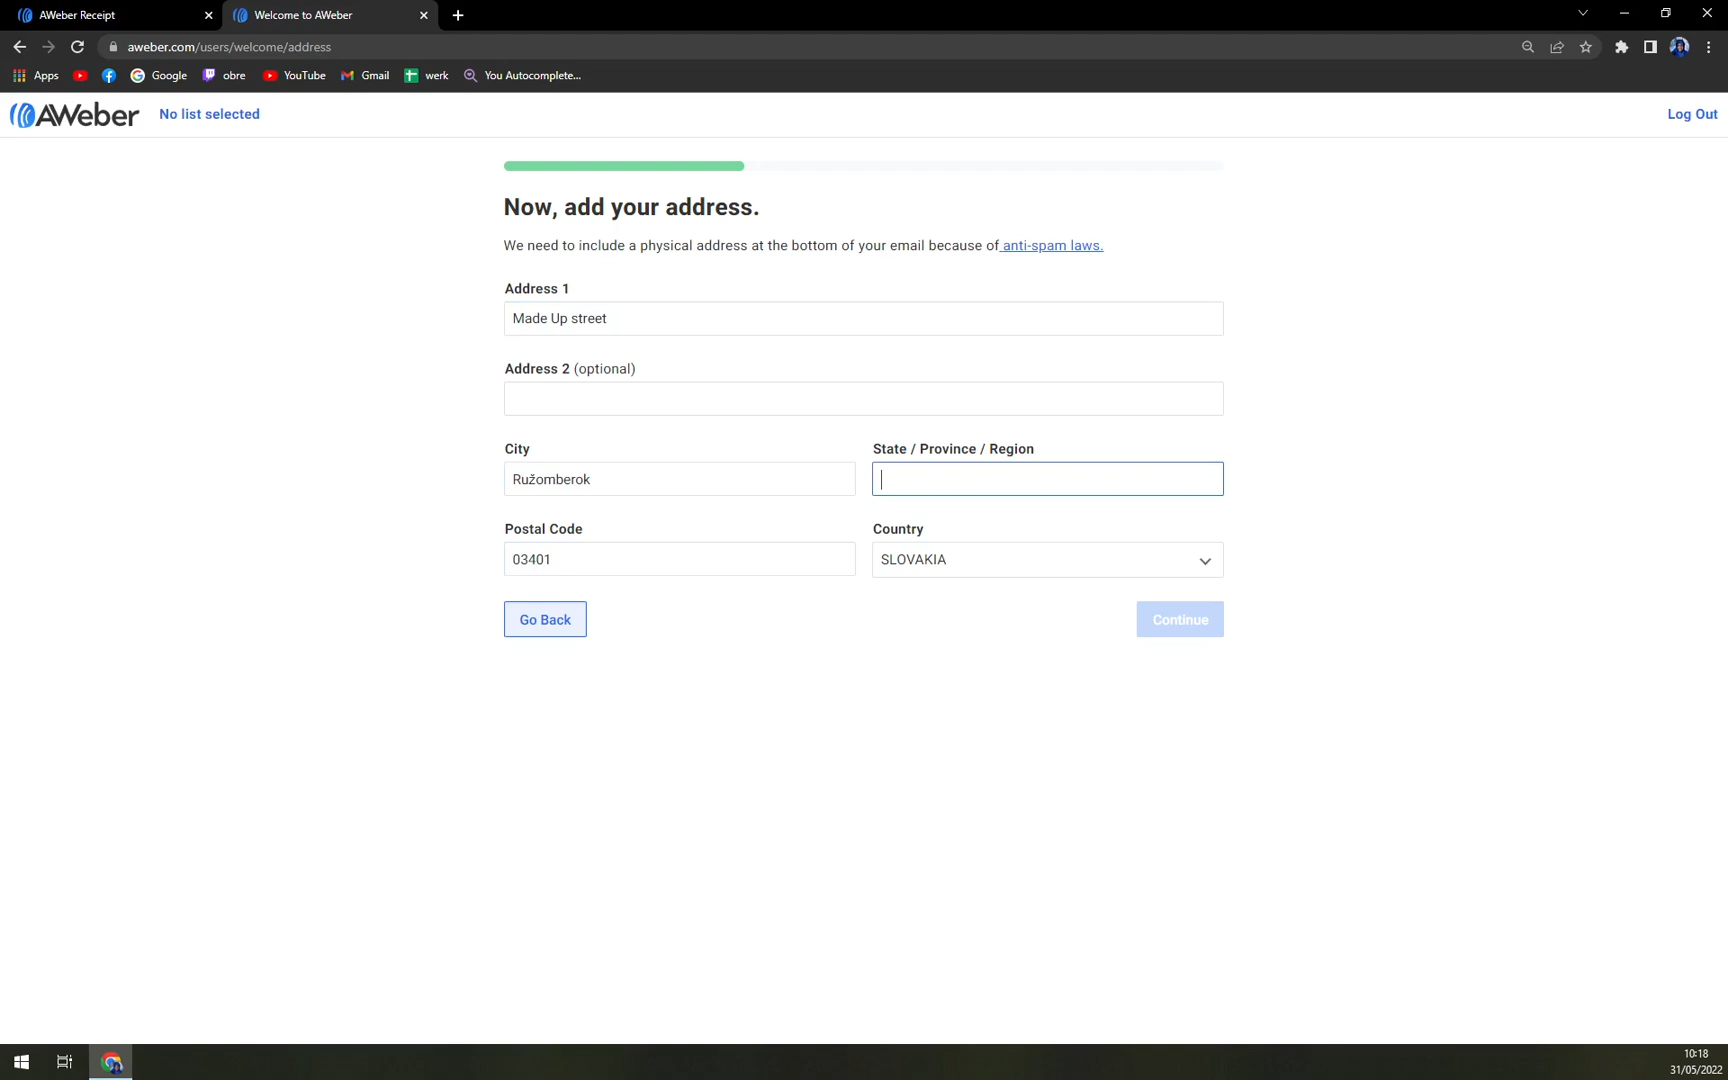 AWeber Receipt
Welcome to AWeber
aweber.com/users/welcome/address
Apps
Google
obre
YouTube
Gmail
werk
You Autocomplete...
AWeber
No list selected
Log Out
Now, add your address.
We need to include a physical address at the bottom of your email because of anti-spam laws.
Address 1
Made Up street
Address 2 (optional)
City
State / Province / Region
Ružomberok
Postal Code
Country
03401
SLOVAKIA
Go Back
Continue
10:18
31/05/2022